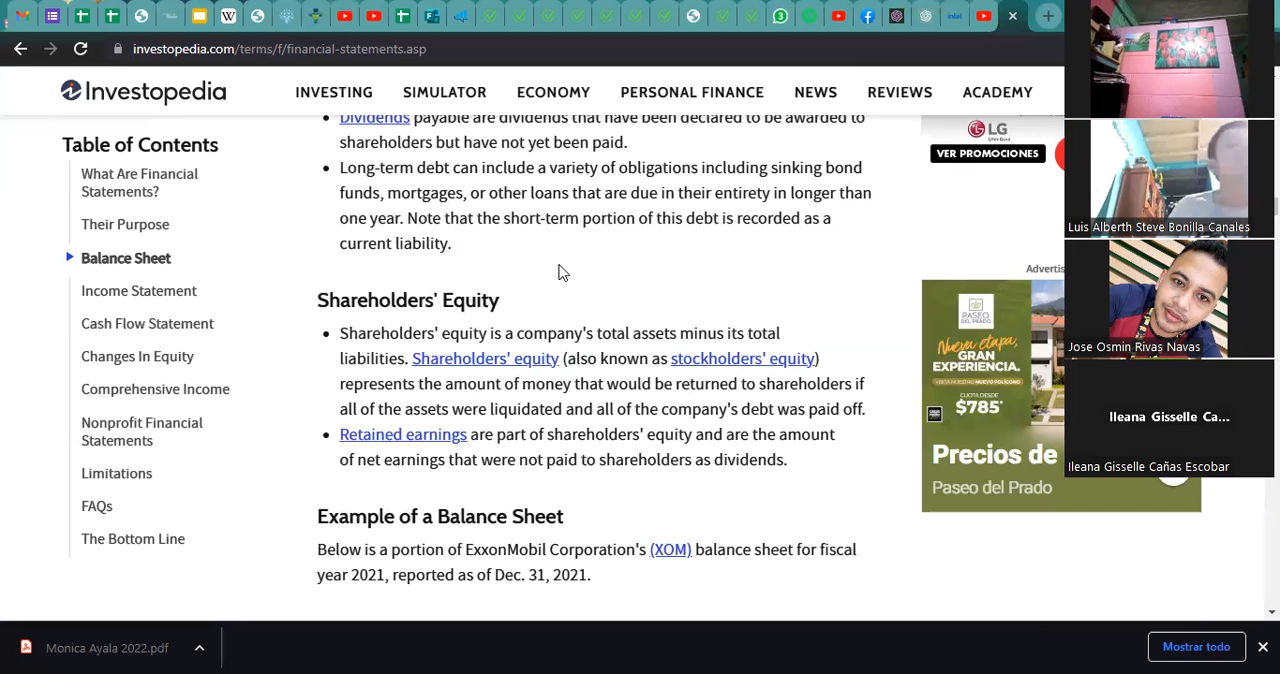 investopedia.com/terms/f/financial-statements.asp
Investopedia
INVESTING SIMULATOR ECONOMY PERSONAL FINANCE NEWS REVIEWS ACADEMY
Table of Contents
What Are Financial
Statements?
Their Purpose
Balance Sheet
Income Statement
Cash Flow Statement
Changes In Equity
Comprehensive Income
Nonprofit Financial
Statements
Limitations
FAQs
The Bottom Line
• Dividends payable are dividends that have been declared to be awarded to
shareholders but have not yet been paid.
• Long-term debt can include a variety of obligations including sinking bond
funds, mortgages, or other loans that are due in their entirety in longer than
one year. Note that the short-term portion of this debt is recorded as a
current liability.
Shareholders' Equity
• Shareholders' equity is a company's total assets minus its total
liabilities. Shareholders' equity (also known as stockholders' equity)
represents the amount of money that would be returned to shareholders if
all of the assets were liquidated and all of the company's debt was paid off.
• Retained earnings are part of shareholders' equity and are the amount
of net earnings that were not paid to shareholders as dividends.
Example of a Balance Sheet
Below is a portion of ExxonMobil Corporation's (XOM) balance sheet for fiscal
year 2021, reported as of Dec. 31, 2021.
LG
VER PROMOCIONES
PASEO
DEL PRADO
Nueva etapa,
GRAN
EXPERIENCIA.
CUOTA DESDE
$785
Precios de
Paseo del Prado
Luis Alberth Steve Bonilla Canales
Jose Osmin Rivas Navas
Ileana Gisselle Ca...
Ileana Gisselle Cañas Escobar
Monica Ayala 2022.pdf
Mostrar todo